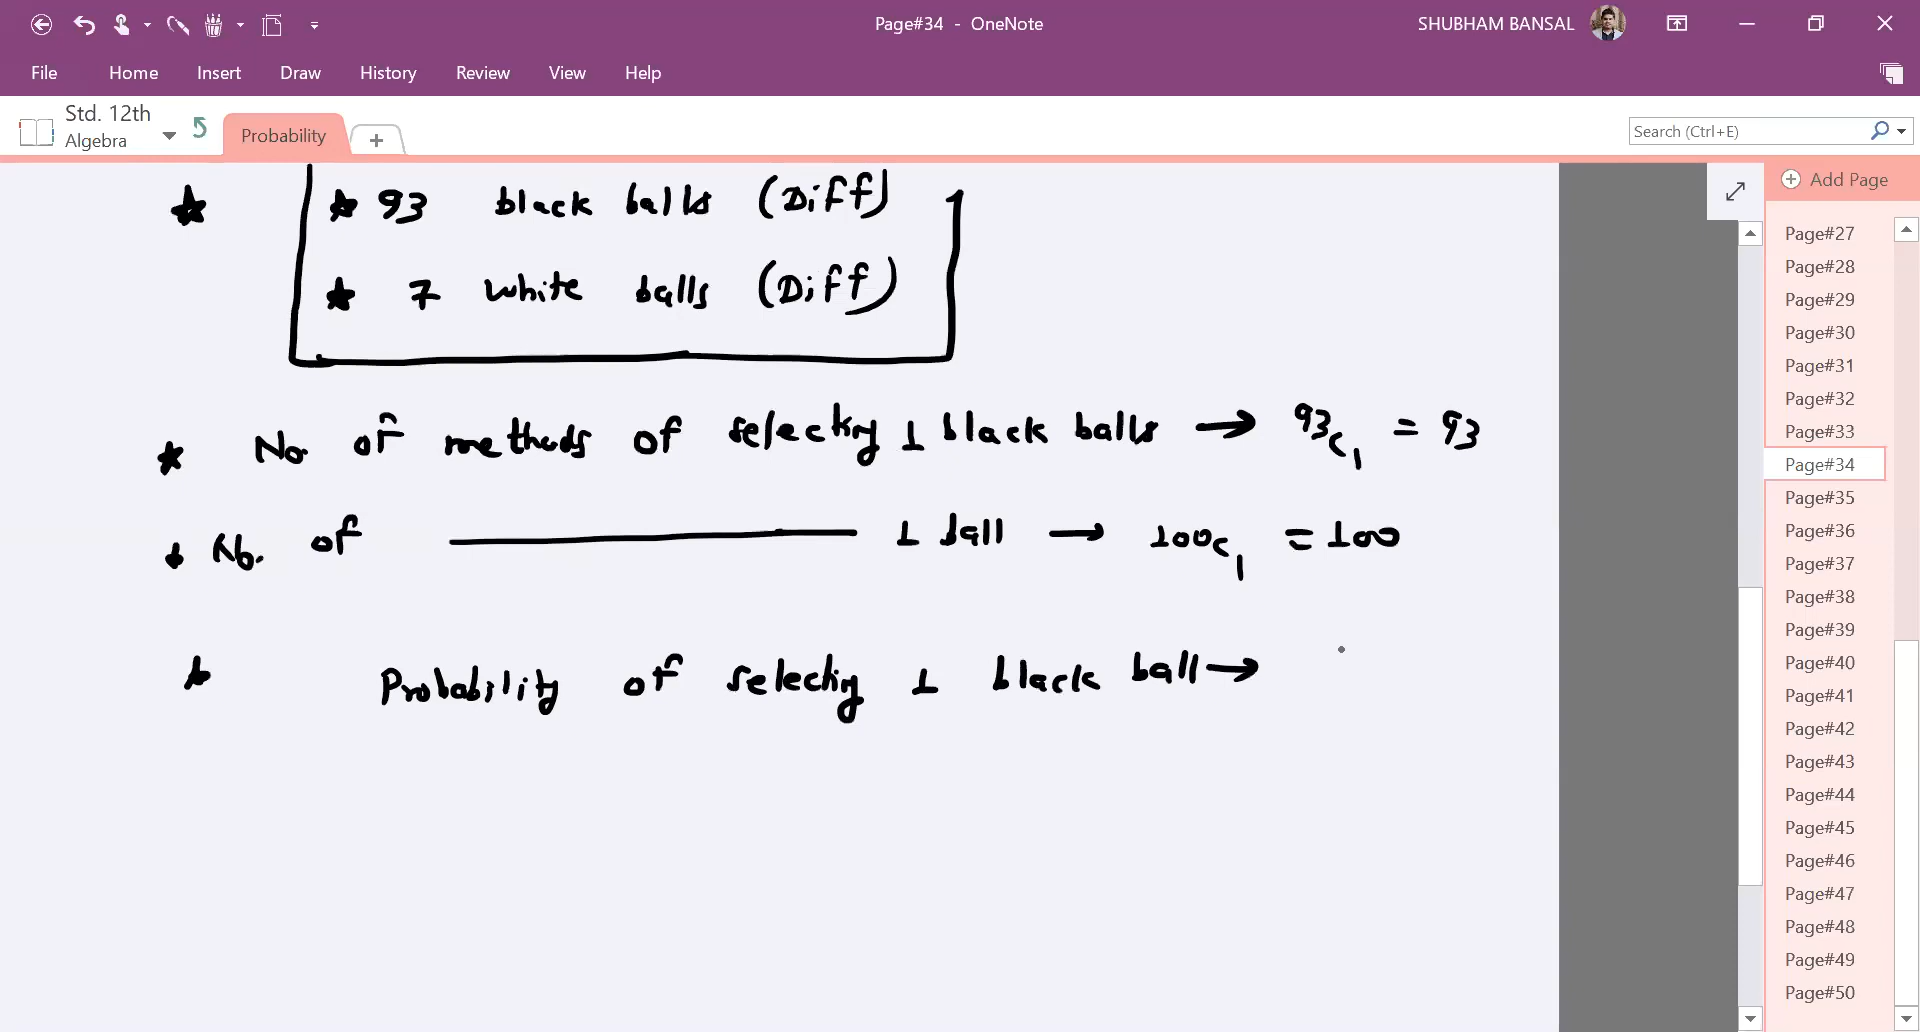 Page#34 - OneNote
SHUBHAM BANSAL
File Home Insert Draw History Review View Help
Std. 12th
Algebra
Probability
+
Search (Ctrl+E)
Add Page
★ ★ 93 black balls (Diff)
★ 7 white balls (Diff)
★ No of methods of selecting 1 black balls → 93C1 = 93
★ No. of ——— 1 ball → 100C1 = 100
★ Probability of selecting 1 black ball →
Page#27
Page#28
Page#29
Page#30
Page#31
Page#32
Page#33
Page#34
Page#35
Page#36
Page#37
Page#38
Page#39
Page#40
Page#41
Page#42
Page#43
Page#44
Page#45
Page#46
Page#47
Page#48
Page#49
Page#50